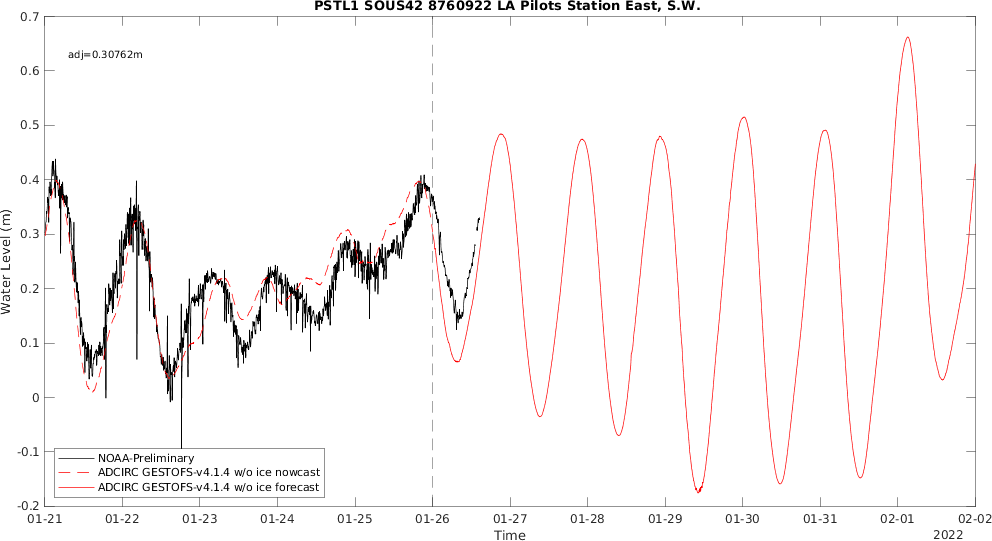 PSTL1 SOUS42 8760922 LA Pilots Station East, S.W.
adj=0.30762m
Water Level (m)
0.7
0.6
0.5
0.4
0.3
0.2
0.1
0
-0.1
-0.2
NOAA-Preliminary
ADCIRC GESTOFS-v4.1.4 w/o ice nowcast
ADCIRC GESTOFS-v4.1.4 w/o ice forecast
01-21 01-22 01-23 01-24 01-25 01-26 01-27 01-28 01-29 01-30 01-31 02-01 02-02
Time
2022